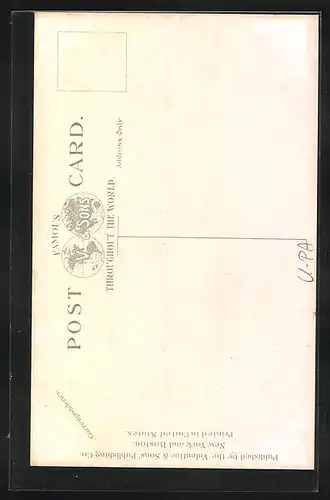 FAMOUS
POST CARD.
V. & SONS
THROUGHOUT THE WORLD.
Correspondence.
Address Only
Published by the Valentine & Sons' Publishing Co.
New York and Boston.
Printed in United States.
U-PA